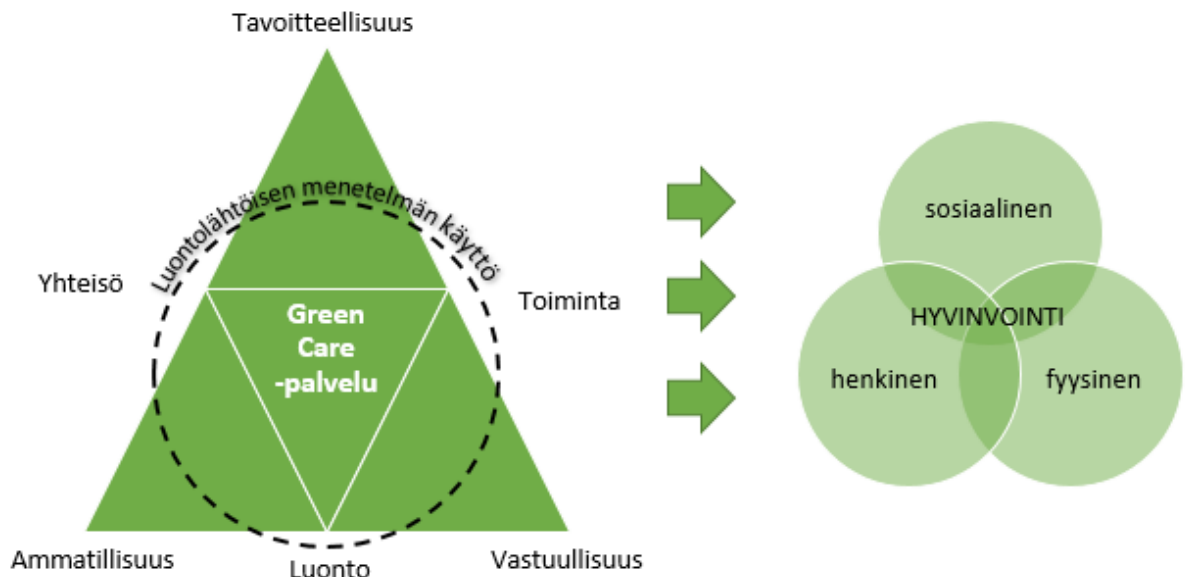 Tavoitteellisuus
Luontolähtöisen menetelmän käyttö
Yhteisö
Toiminta
Green
Care
-palvelu
Ammatillisuus
Luonto
Vastuullisuus
sosiaalinen
HYVINVOINTI
henkinen
fyysinen